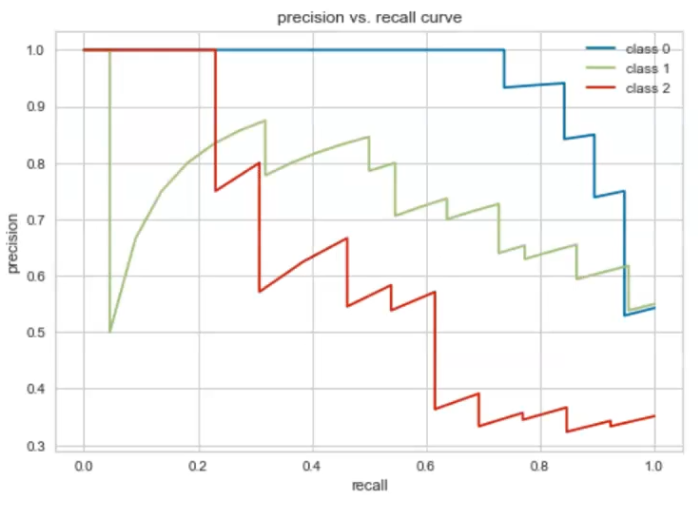 precision vs. recall curve
class 0
class 1
class 2
1.0
0.9
0.8
0.7
0.6
0.5
0.4
0.3
precision
0.0 0.2 0.4 0.6 0.8 1.0
recall